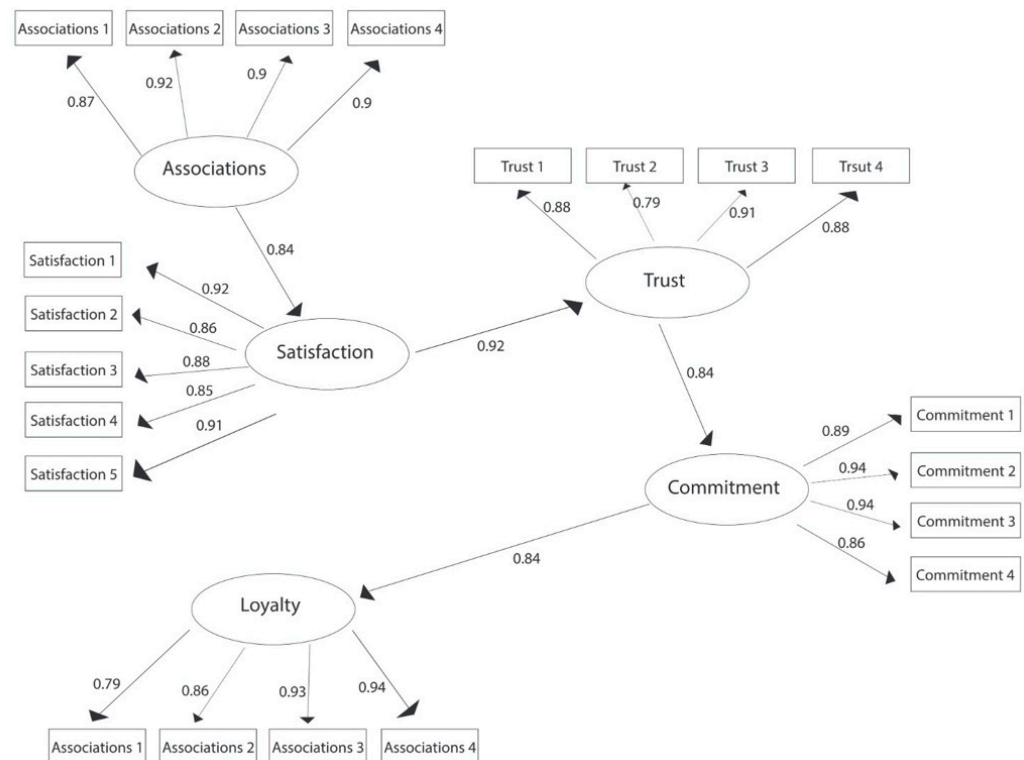 Associations 1
Associations 2
Associations 3
Associations 4
0.87
0.92
0.9
0.9
Associations
0.84
Trust 1
Trust 2
Trust 3
Trsut 4
0.88
0.79
0.91
0.88
Trust
Satisfaction 1
Satisfaction 2
Satisfaction 3
Satisfaction 4
Satisfaction 5
0.92
0.86
0.88
0.85
0.91
Satisfaction
0.92
0.84
Commitment
0.89
0.94
0.94
0.86
Commitment 1
Commitment 2
Commitment 3
Commitment 4
0.84
Loyalty
0.79
0.86
0.93
0.94
Associations 1
Associations 2
Associations 3
Associations 4